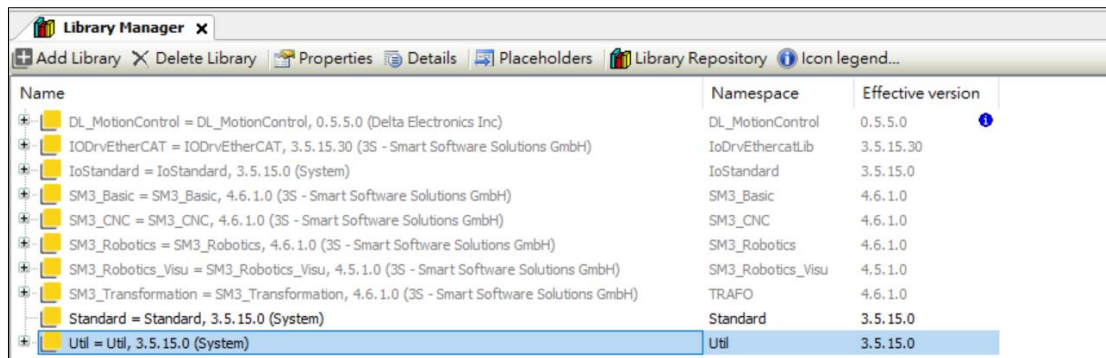 Library Manager X
Add Library Delete Library Properties Details Placeholders Library Repository Icon legend...
Name Namespace Effective version
DL_MotionControl = DL_MotionControl, 0.5.5.0 (Delta Electronics Inc) DL_MotionControl 0.5.5.0
IODrvEtherCAT = IODrvEtherCAT, 3.5.15.30 (3S - Smart Software Solutions GmbH) IoDrvEthercatLib 3.5.15.30
IoStandard = IoStandard, 3.5.15.0 (System) IoStandard 3.5.15.0
SM3_Basic = SM3_Basic, 4.6.1.0 (3S - Smart Software Solutions GmbH) SM3_Basic 4.6.1.0
SM3_CNC = SM3_CNC, 4.6.1.0 (3S - Smart Software Solutions GmbH) SM3_CNC 4.6.1.0
SM3_Robotics = SM3_Robotics, 4.6.1.0 (3S - Smart Software Solutions GmbH) SM3_Robotics 4.6.1.0
SM3_Robotics_Visu = SM3_Robotics_Visu, 4.5.1.0 (3S - Smart Software Solutions GmbH) SM3_Robotics_Visu 4.5.1.0
SM3_Transformation = SM3_Transformation, 4.6.1.0 (3S - Smart Software Solutions GmbH) TRAFO 4.6.1.0
Standard = Standard, 3.5.15.0 (System) Standard 3.5.15.0
Util = Util, 3.5.15.0 (System) Util 3.5.15.0